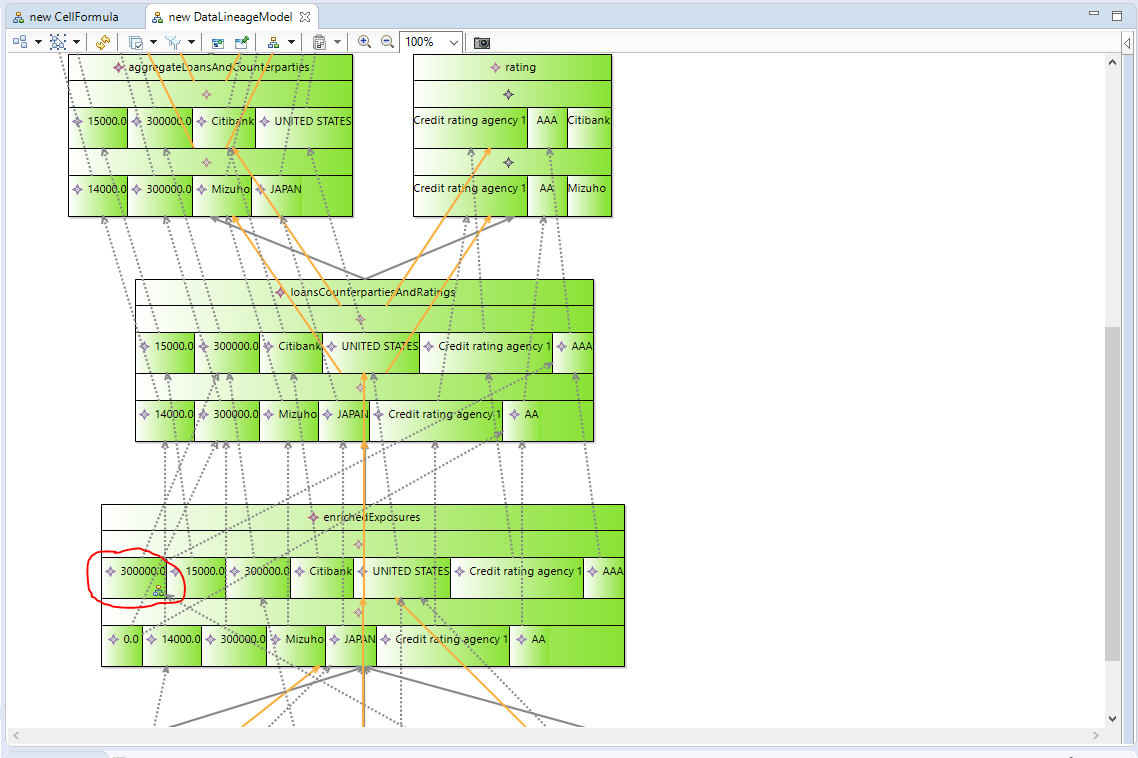 new CellFormula
new DataLineageModel
100%
aggregateLoansAndCounterparties
15000.0 300000.0 Citibank UNITED STATES
14000.0 300000.0 Mizuho JAPAN
rating
Credit rating agency 1 AAA Citibank
Credit rating agency 1 AA Mizuho
loansCounterpartiesAndRatings
15000.0 300000.0 Citibank UNITED STATES Credit rating agency 1 AAA
14000.0 300000.0 Mizuho JAPAN Credit rating agency 1 AA
enrichedExposures
300000.0 15000.0 300000.0 Citibank UNITED STATES Credit rating agency 1 AAA
0.0 14000.0 300000.0 Mizuho JAPAN Credit rating agency 1 AA